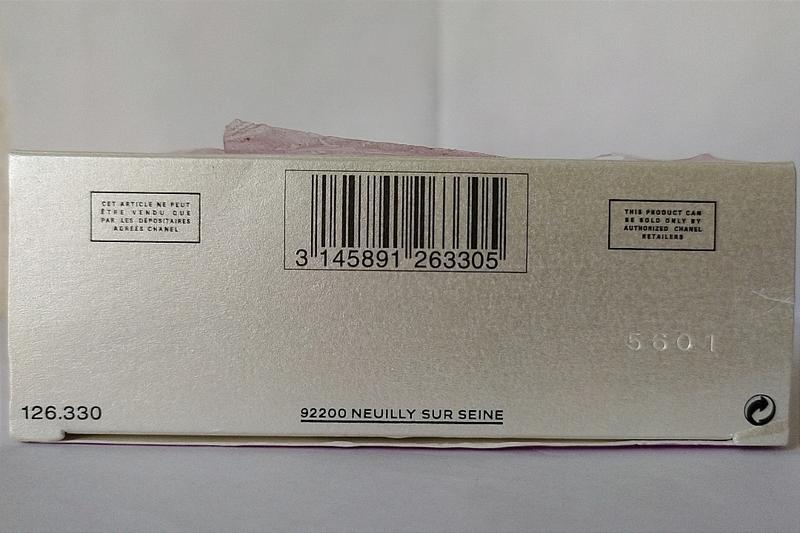 CET ARTICLE NE PEUT
ÊTRE VENDU QUE
PAR LES DÉPOSITAIRES
AGRÉÉS CHANEL
3 145891 263305
THIS PRODUCT CAN
BE SOLD ONLY BY
AUTHORIZED CHANEL
RETAILERS
5601
126.330
92200 NEUILLY SUR SEINE